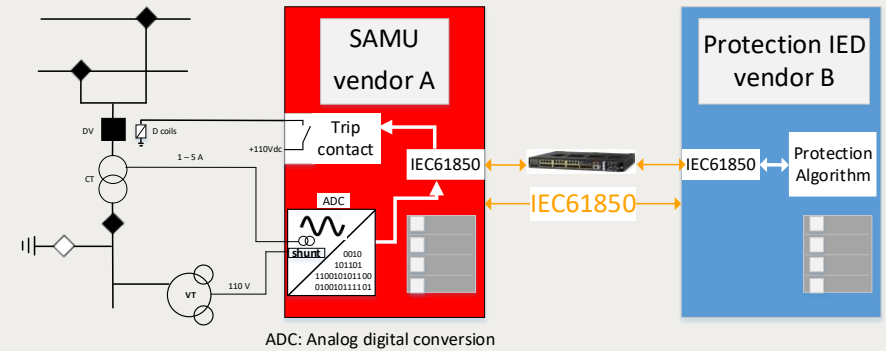 SAMU
vendor A
Protection IED
vendor B
DV
D coils
+110Vdc
Trip
contact
1 – 5 A
CT
IEC61850
IEC61850
Protection
Algorithm
IEC61850
ADC
shunt
0010
101101
110010101100
010010111101
VT
110 V
ADC: Analog digital conversion